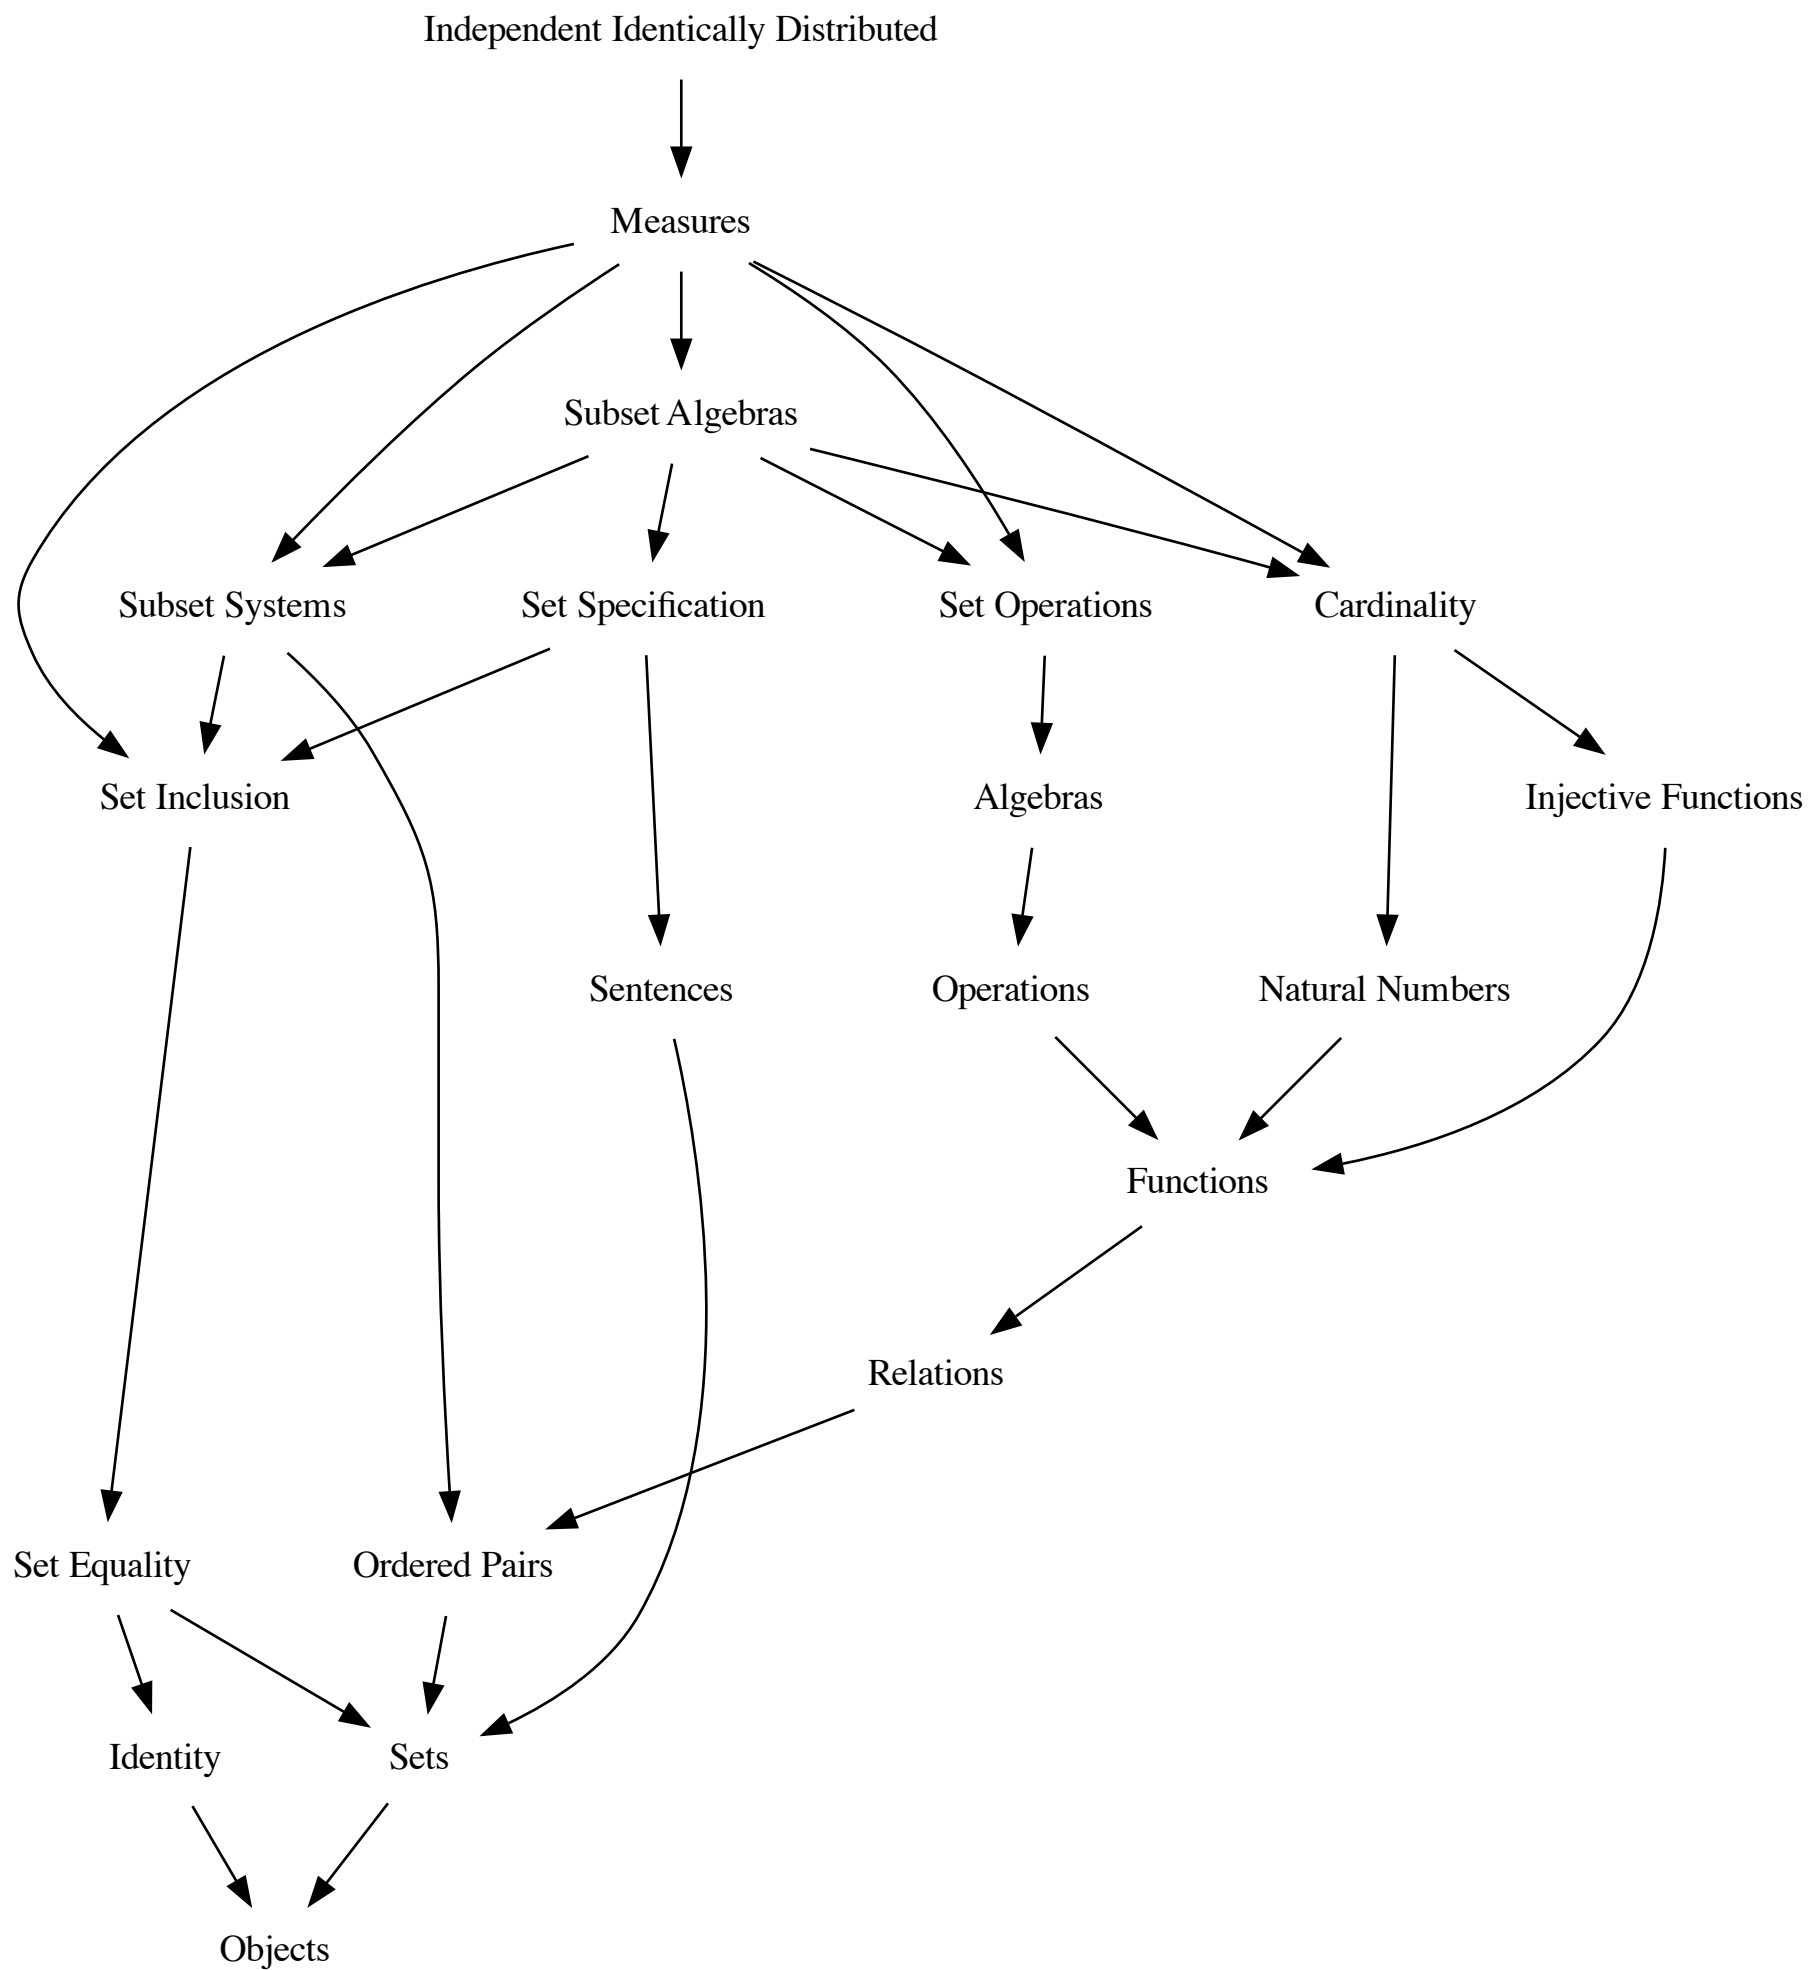 Independent Identically Distributed
Measures
Subset Algebras
Subset Systems
Set Specification
Set Operations
Cardinality
Set Inclusion
Algebras
Injective Functions
Sentences
Operations
Natural Numbers
Functions
Relations
Set Equality
Ordered Pairs
Identity
Sets
Objects